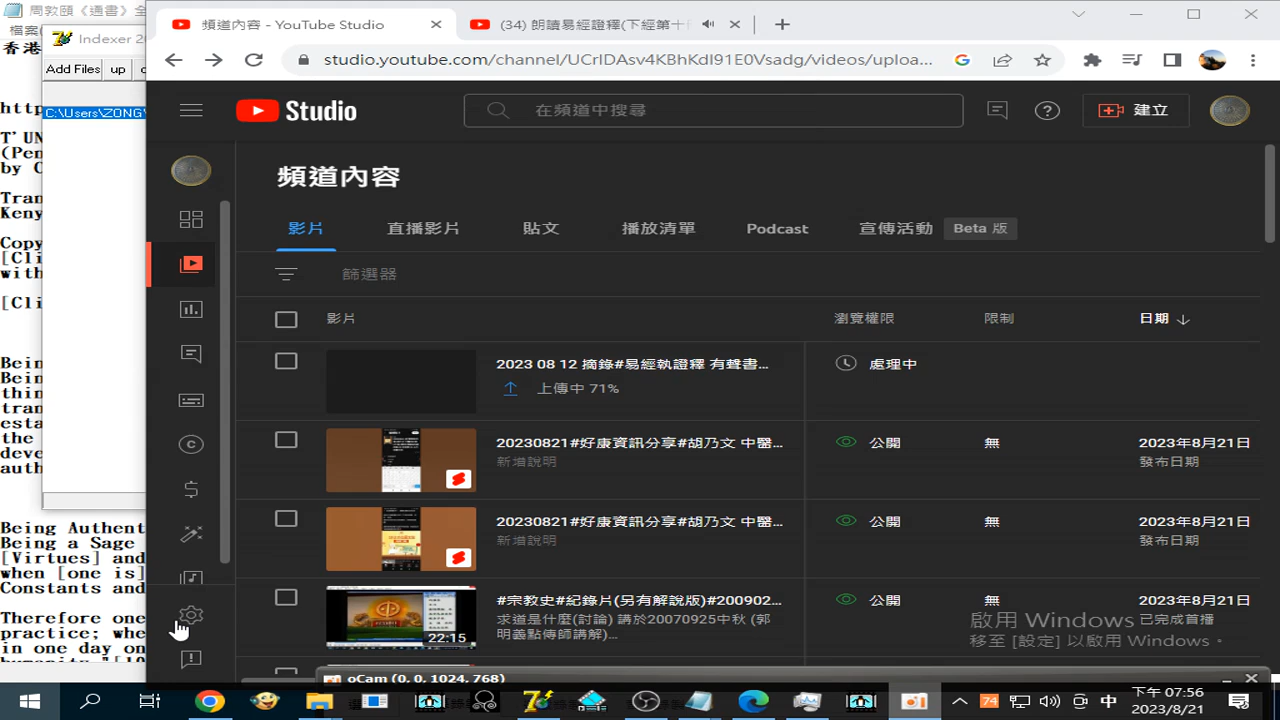 周敦頤《通書》全
檔案(
香港
Indexer 2
Add Files up
C:\Users\ZONG
http
T'UN
(Pen
by C
Tran
Keny
Copy
[Cli
with
[Cli
Bein
Bein
thin
tran
esta
the
deve
auth
Being Authent
Being a Sage
[Virtues] and
when [one is]
Constants and
Therefore one
practice; whe
in one day on
頻道內容 - YouTube Studio
(34) 朗讀易經證釋(下經第十
studio.youtube.com/channel/UCrIDAsv4KBhKdI91E0Vsadg/videos/uploa...
Studio
在頻道中搜尋
建立
頻道內容
影片 直播影片 貼文 播放清單 Podcast 宣傳活動 Beta 版
篩選器
影片 瀏覽權限 限制 日期
2023 08 12 摘錄#易經執證釋 有聲書... 處理中
上傳中 71%
20230821#好康資訊分享#胡乃文 中醫... 公開 無 2023年8月21日
新增說明 發布日期
20230821#好康資訊分享#胡乃文 中醫... 公開 無 2023年8月21日
新增說明 發布日期
#宗教史#紀錄片(另有解說版)#200902... 公開 無 2023年8月21日
求道是什麼(討論) 講於20070925中秋 (郭 已完成首播
明義點傳師講解)...
22:15
啟用 Windows
移至 [設定] 以啟用 Windows。
oCam (0, 0, 1024, 768)
74
中
下午 07:56
2023/8/21